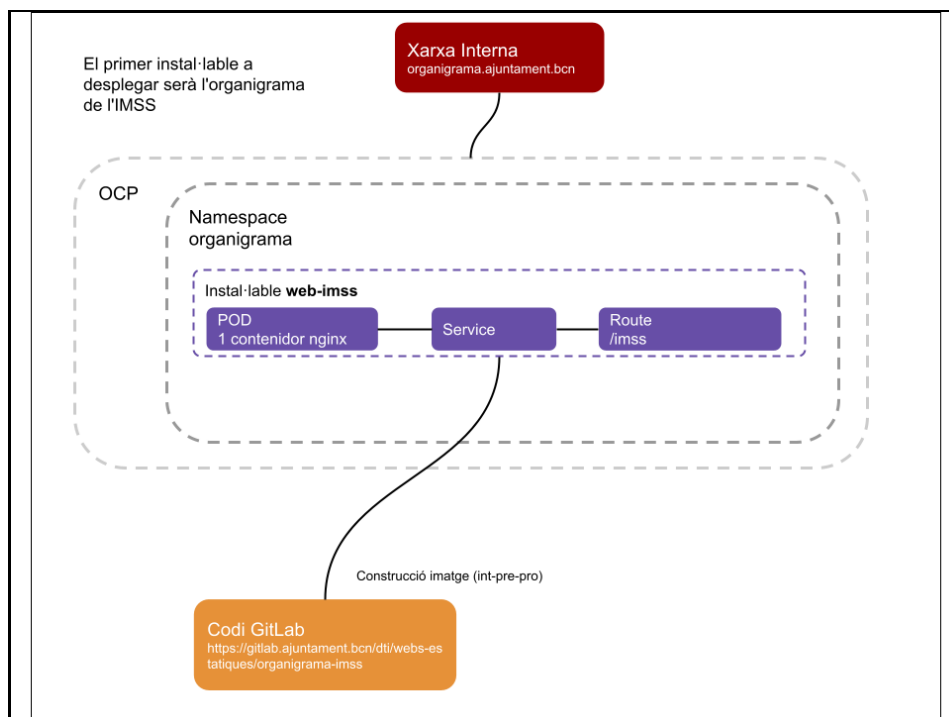 El primer instal·lable a
desplegar serà l'organigrama
de l'IMSS
Xarxa Interna
organigrama.ajuntament.bcn
OCP
Namespace
organigrama
Instal·lable web-imss
POD
1 contenidor nginx
Service
Route
/imss
Construcció imatge (int-pre-pro)
Codi GitLab
https://gitlab.ajuntament.bcn/dti/webs-es
tatiques/organigrama-imss